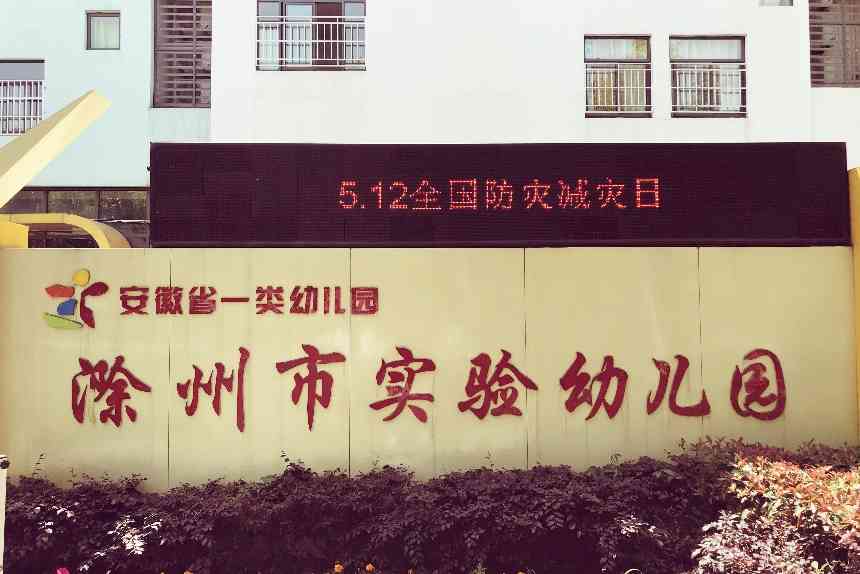 5.12全国防灾减灾日
安徽省一类幼儿园
滁州市实验幼儿园